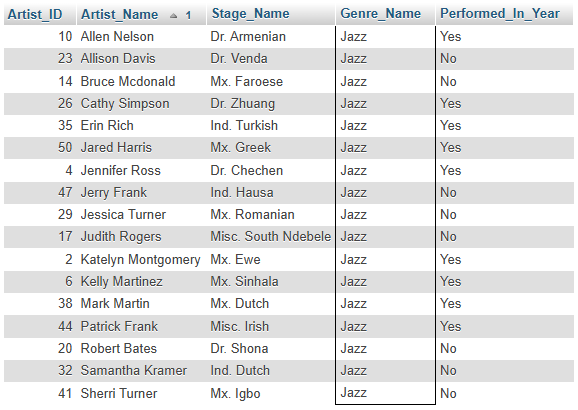 Artist_ID Artist_Name 1 Stage_Name Genre_Name Performed_In_Year
10 Allen Nelson Dr. Armenian Jazz Yes
23 Allison Davis Dr. Venda Jazz No
14 Bruce Mcdonald Mx. Faroese Jazz No
26 Cathy Simpson Dr. Zhuang Jazz Yes
35 Erin Rich Ind. Turkish Jazz Yes
50 Jared Harris Mx. Greek Jazz Yes
4 Jennifer Ross Dr. Chechen Jazz Yes
47 Jerry Frank Ind. Hausa Jazz No
29 Jessica Turner Mx. Romanian Jazz No
17 Judith Rogers Misc. South Ndebele Jazz No
2 Katelyn Montgomery Mx. Ewe Jazz Yes
6 Kelly Martinez Mx. Sinhala Jazz Yes
38 Mark Martin Mx. Dutch Jazz Yes
44 Patrick Frank Misc. Irish Jazz Yes
20 Robert Bates Dr. Shona Jazz No
32 Samantha Kramer Ind. Dutch Jazz No
41 Sherri Turner Mx. Igbo Jazz No